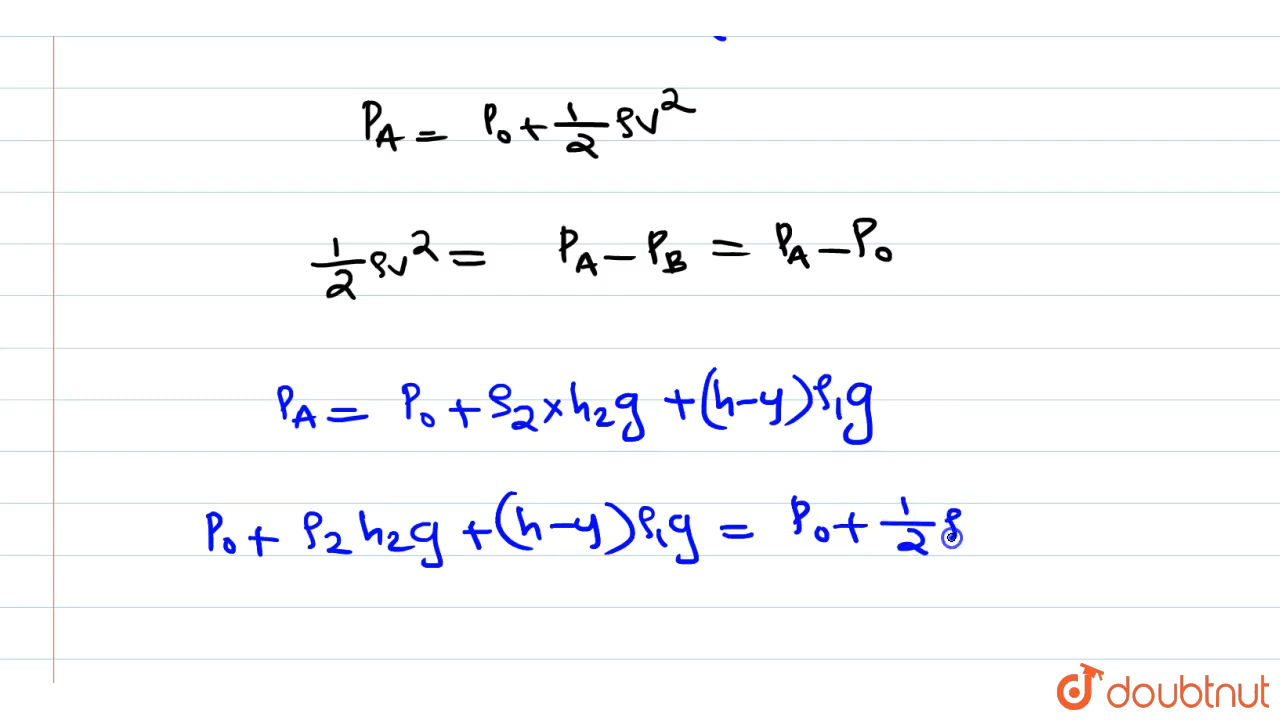 P_A = P_0 + 1/2 ρv^2
1/2 ρv^2 = P_A - P_B = P_A - P_0
P_A = P_0 + ρ_2 × h_2 g + (h-y)ρ_1 g
P_0 + ρ_2 h_2 g + (h-y)ρ_1 g = P_0 + 1/2 ρ
doubtnut